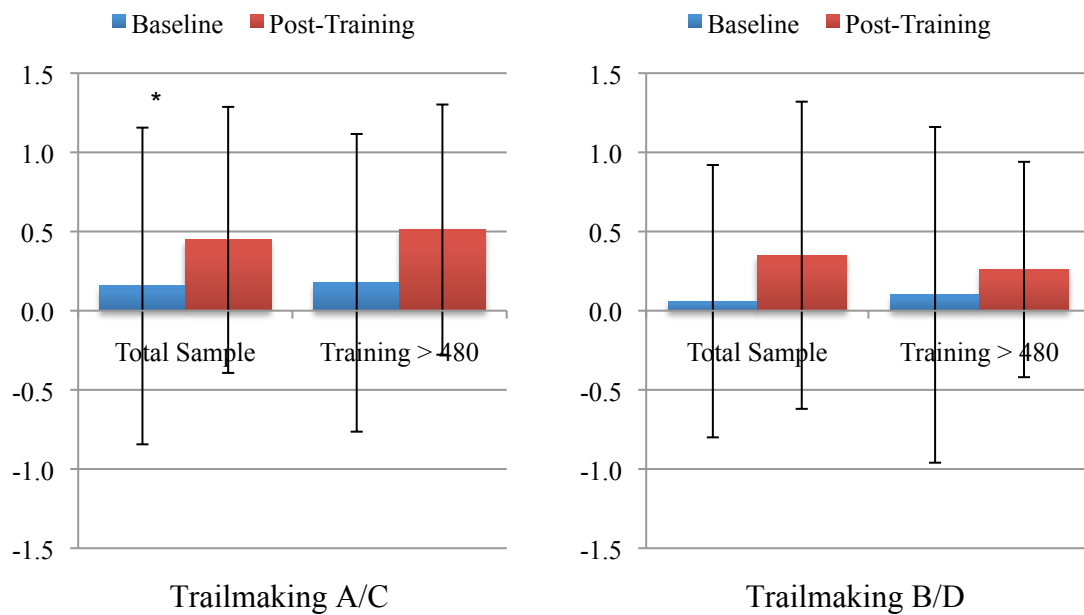 Baseline Post-Training
1.5
*
1.0
0.5
0.0
Total Sample Training > 480
-0.5
-1.0
-1.5
Trailmaking A/C
Baseline Post-Training
1.5
1.0
0.5
0.0
Total Sample Training > 480
-0.5
-1.0
-1.5
Trailmaking B/D